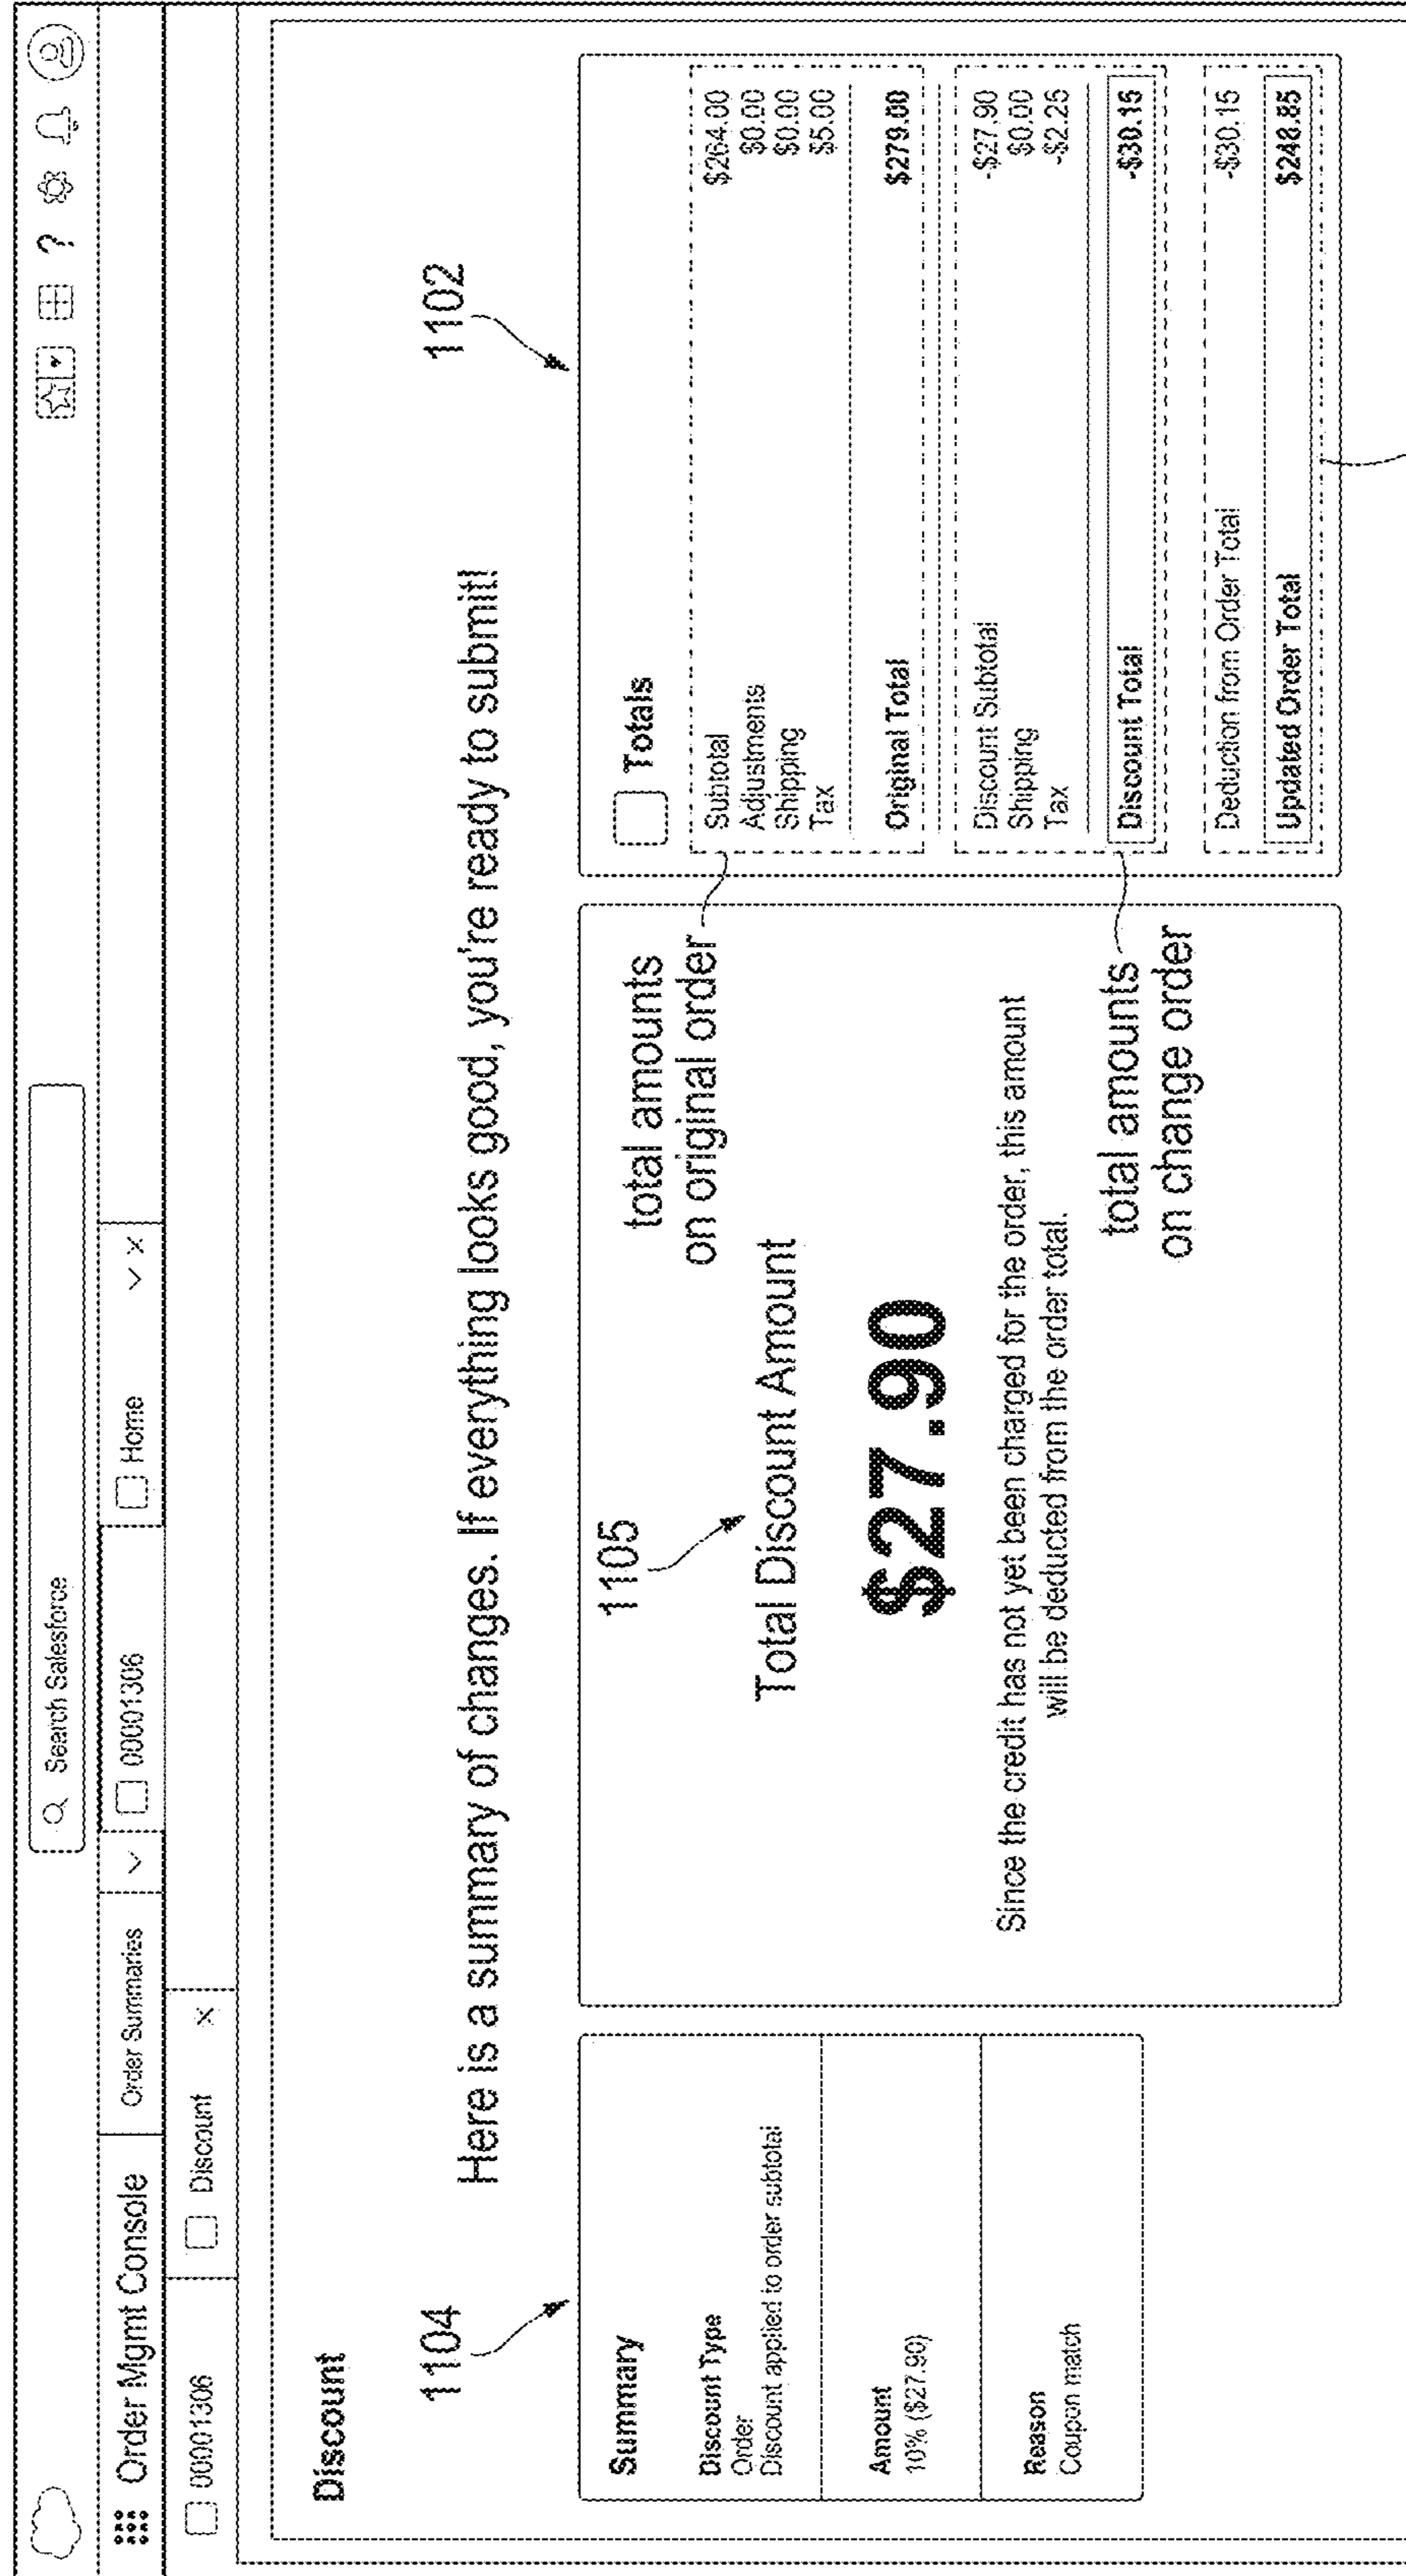 Search Salesforce
?
Order Mgmt Console
Order Summaries
00001306
Home
00001306
Discount
Discount
1104
1102
Here is a summary of changes. If everything looks good, you're ready to submit!
Summary
Discount Type
Order
Discount applied to order subtotal
Amount
10% ($27.90)
Reason
Coupon match
1105
total amounts
on original order
Total Discount Amount
$27.90
Since the credit has not yet been charged for the order, this amount
will be deducted from the order total.
total amounts
on change order
Totals
Subtotal $264.00
Adjustments $0.00
Shipping $0.00
Tax $5.00
Original Total $279.00
Discount Subtotal -$27.90
Shipping $0.00
Tax -$2.25
Discount Total -$30.15
Deduction from Order Total -$30.15
Updated Order Total $248.85